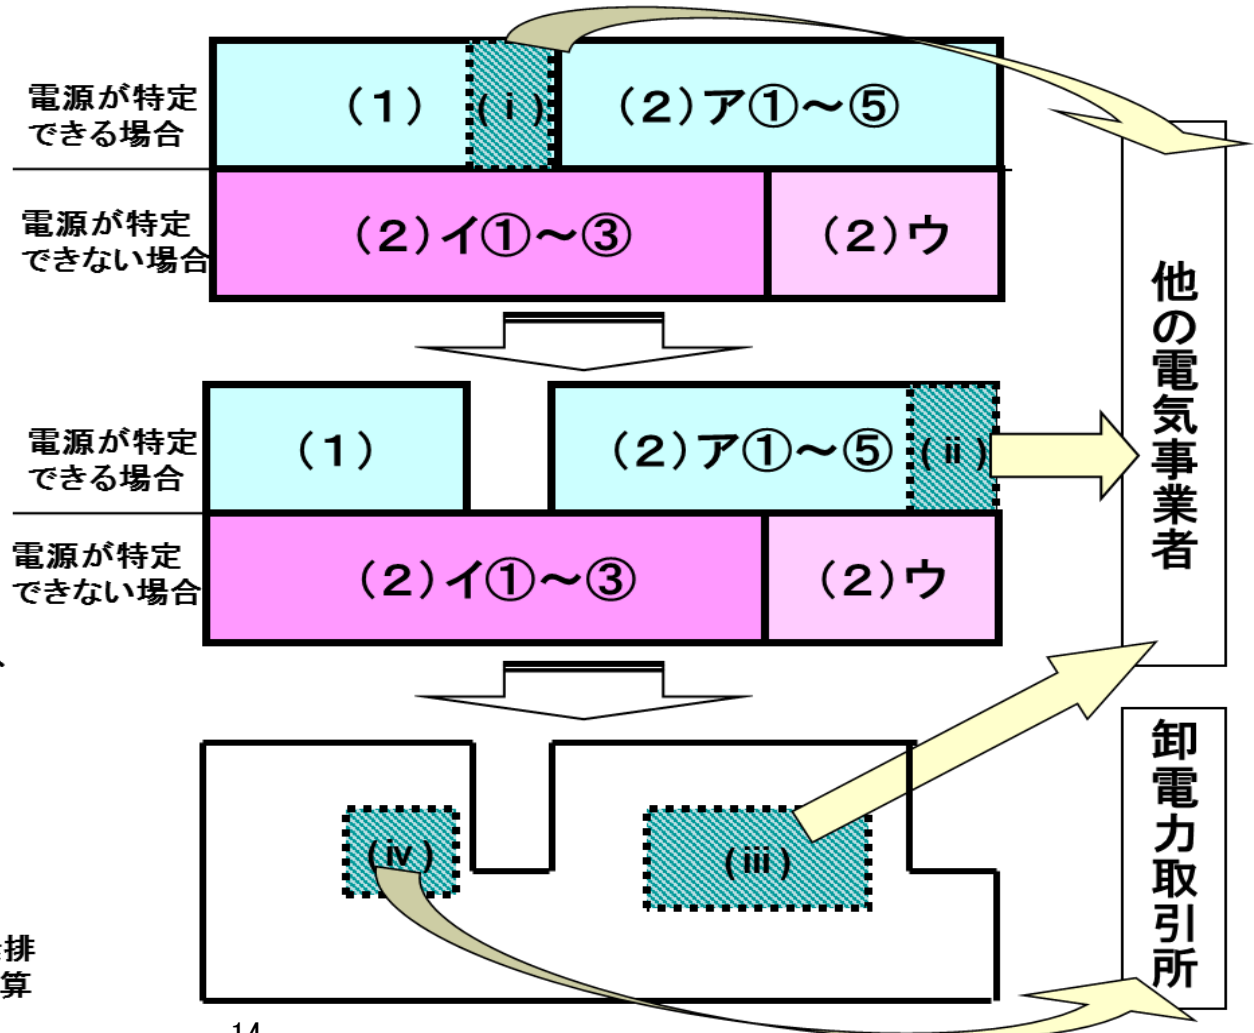 電源が特定
できる場合
（１）
(ⅰ)
（２）ア①～⑤
電源が特定
できない場合
（２）イ①～③
（２）ウ
電源が特定
できる場合
（１）
（２）ア①～⑤
(ⅱ)
電源が特定
できない場合
（２）イ①～③
（２）ウ
、
(ⅳ)
(ⅲ)
他の電気事業者
卸電力取引所
排
算
14